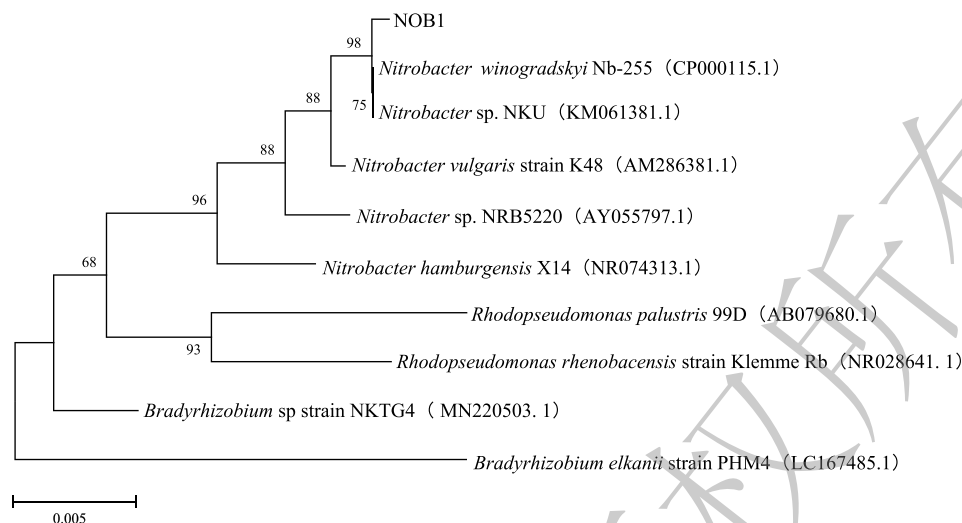 NOB1
98
Nitrobacter winogradskyi Nb-255（CP000115.1）
88
75
Nitrobacter sp. NKU（KM061381.1）
88
Nitrobacter vulgaris strain K48（AM286381.1）
96
Nitrobacter sp. NRB5220（AY055797.1）
68
Nitrobacter hamburgensis X14（NR074313.1）
Rhodopseudomonas palustris 99D（AB079680.1）
93
Rhodopseudomonas rhenobacensis strain Klemme Rb（NR028641. 1）
Bradyrhizobium sp strain NKTG4（ MN220503. 1）
Bradyrhizobium elkanii strain PHM4（LC167485.1）
0.005
权所有